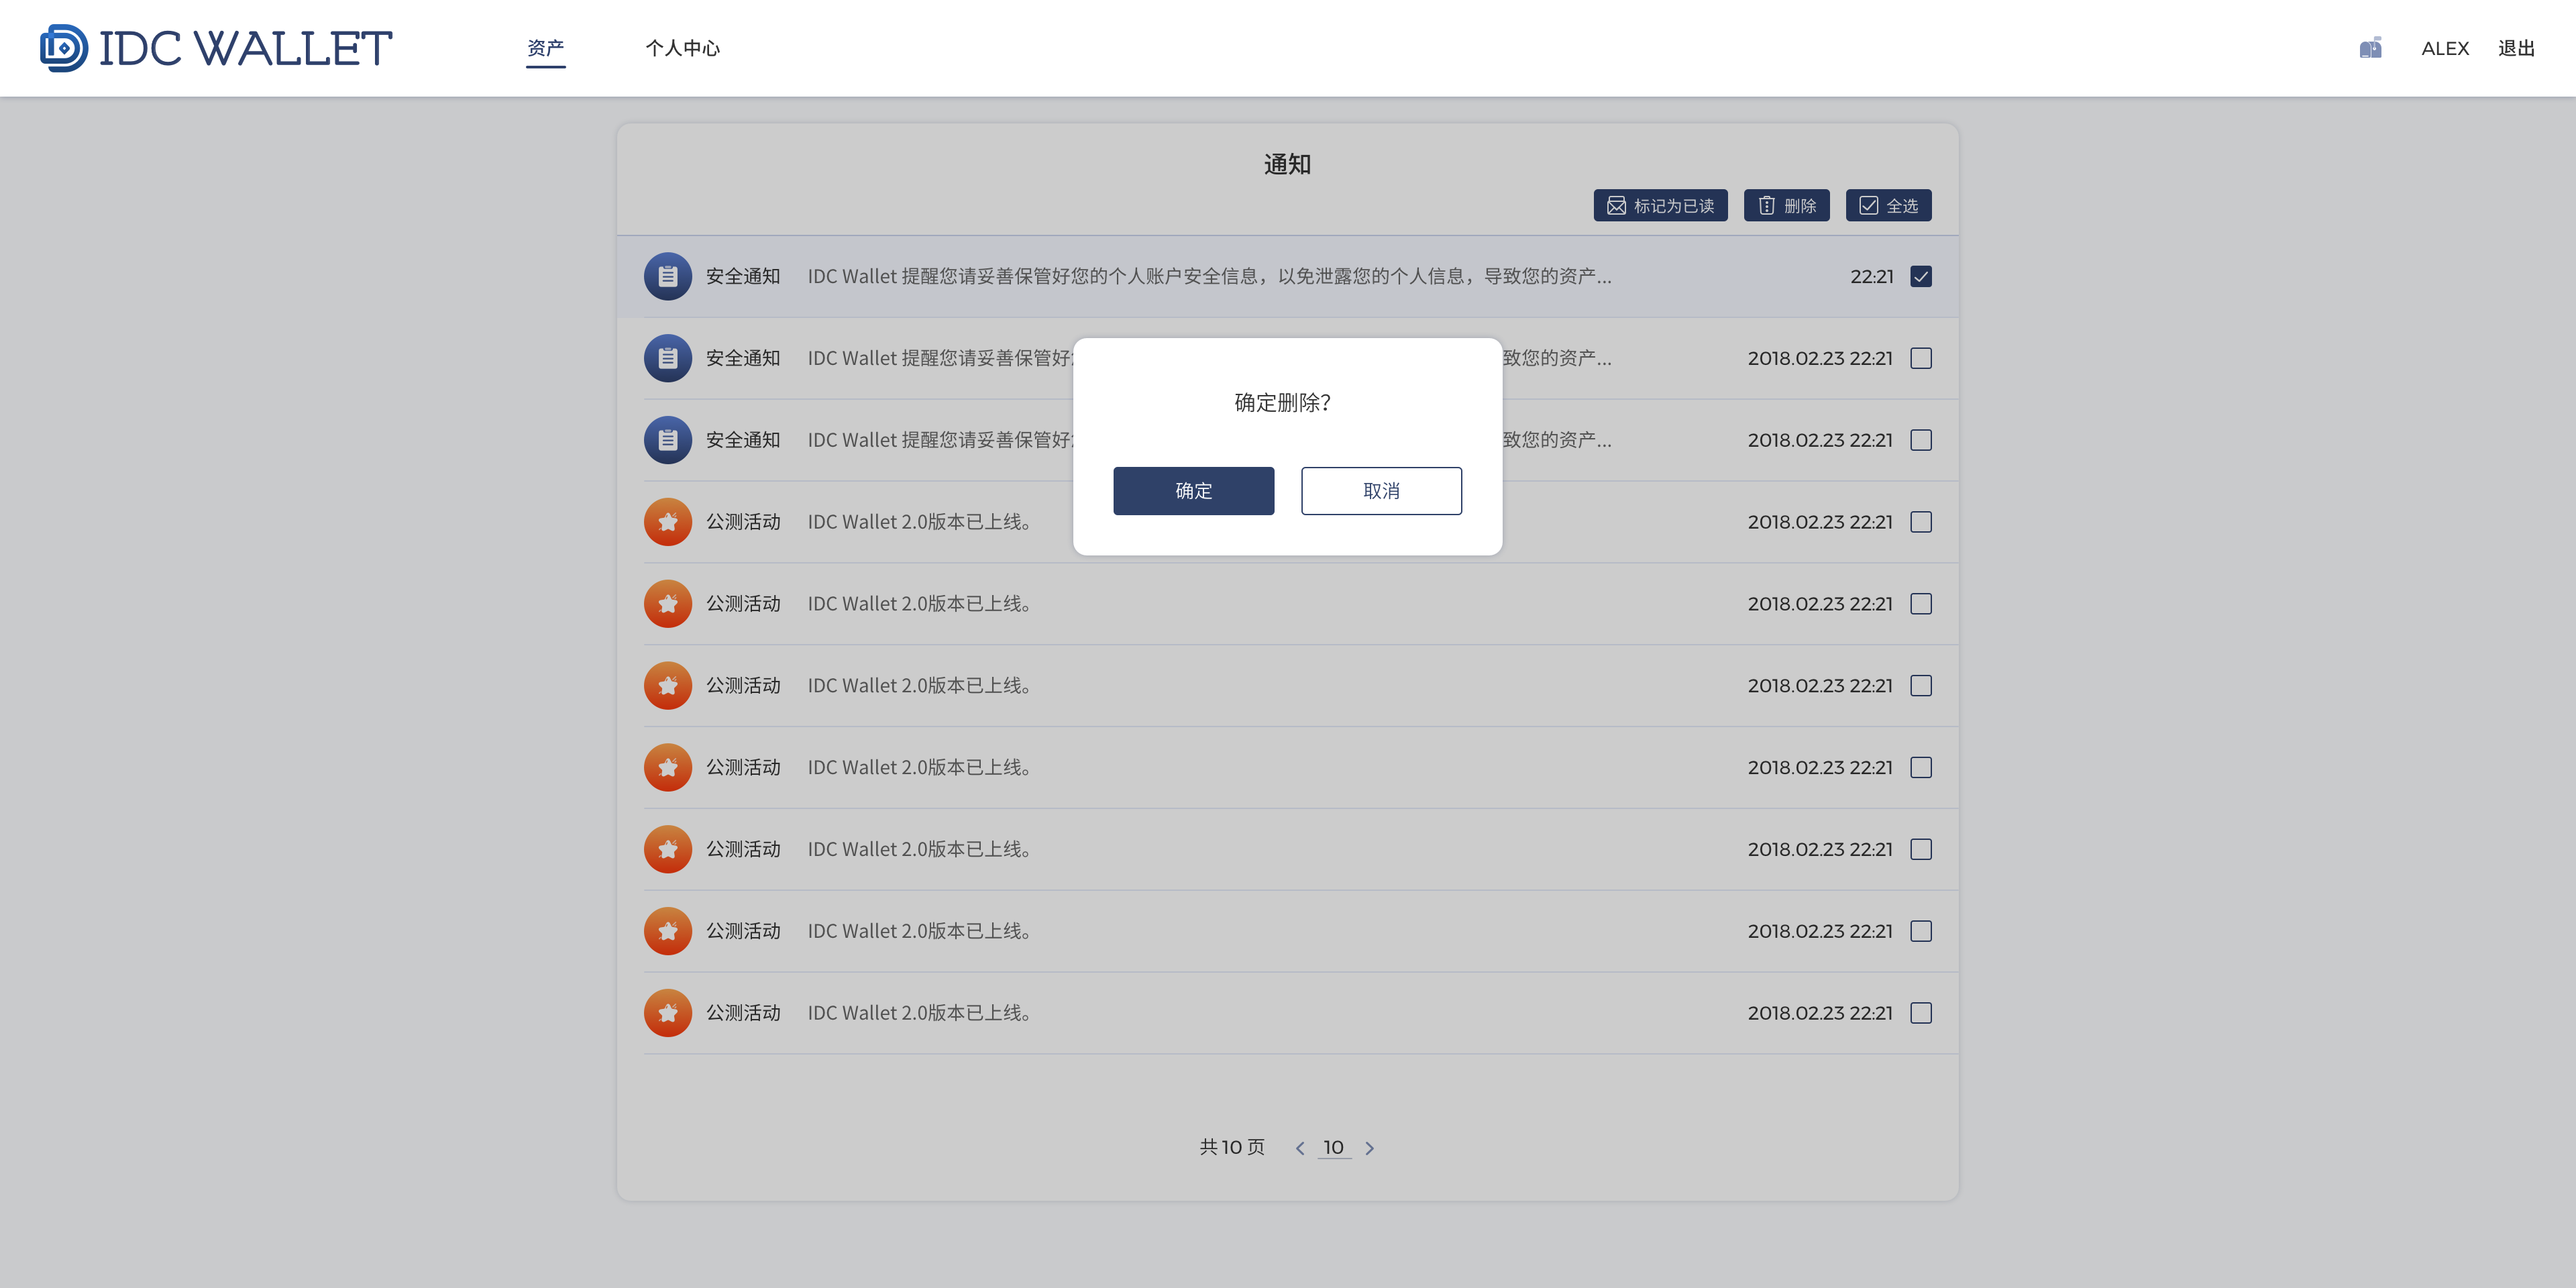 IDC WALLET 资产 个人中心 ALEX 退出
通知
标记为已读 删除 全选
安全通知 IDC Wallet 提醒您请妥善保管好您的个人账户安全信息，以免泄露您的个人信息，导致您的资产... 22:21
安全通知 IDC Wallet 提醒您请妥善保管好 致您的资产... 2018.02.23 22:21
确定删除？
安全通知 IDC Wallet 提醒您请妥善保管好 致您的资产... 2018.02.23 22:21
确定 取消
公测活动 IDC Wallet 2.0版本已上线。 2018.02.23 22:21
公测活动 IDC Wallet 2.0版本已上线。 2018.02.23 22:21
公测活动 IDC Wallet 2.0版本已上线。 2018.02.23 22:21
公测活动 IDC Wallet 2.0版本已上线。 2018.02.23 22:21
公测活动 IDC Wallet 2.0版本已上线。 2018.02.23 22:21
公测活动 IDC Wallet 2.0版本已上线。 2018.02.23 22:21
公测活动 IDC Wallet 2.0版本已上线。 2018.02.23 22:21
共 10 页 < 10 >